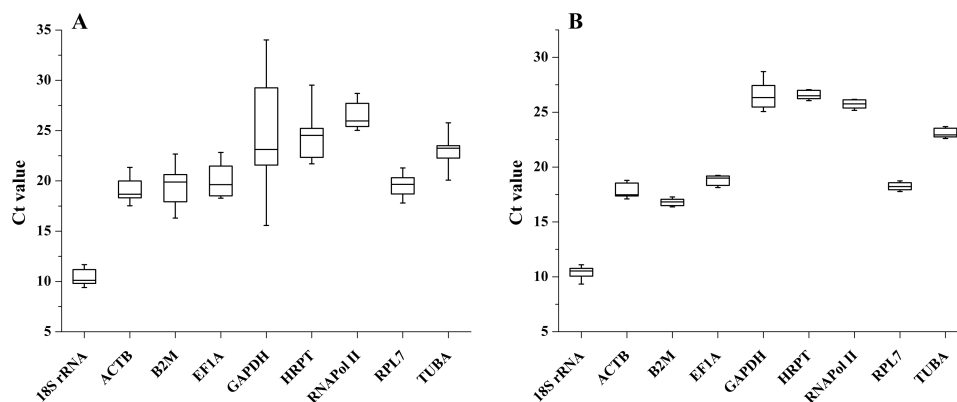 A
Ct value
35
30
25
20
15
10
5
18S rRNA
ACTB
B2M
EF1A
GAPDH
HRPT
RNAPol II
RPL7
TUBA
B
Ct value
30
25
20
15
10
5
18S rRNA
ACTB
B2M
EF1A
GAPDH
HRPT
RNAPol II
RPL7
TUBA